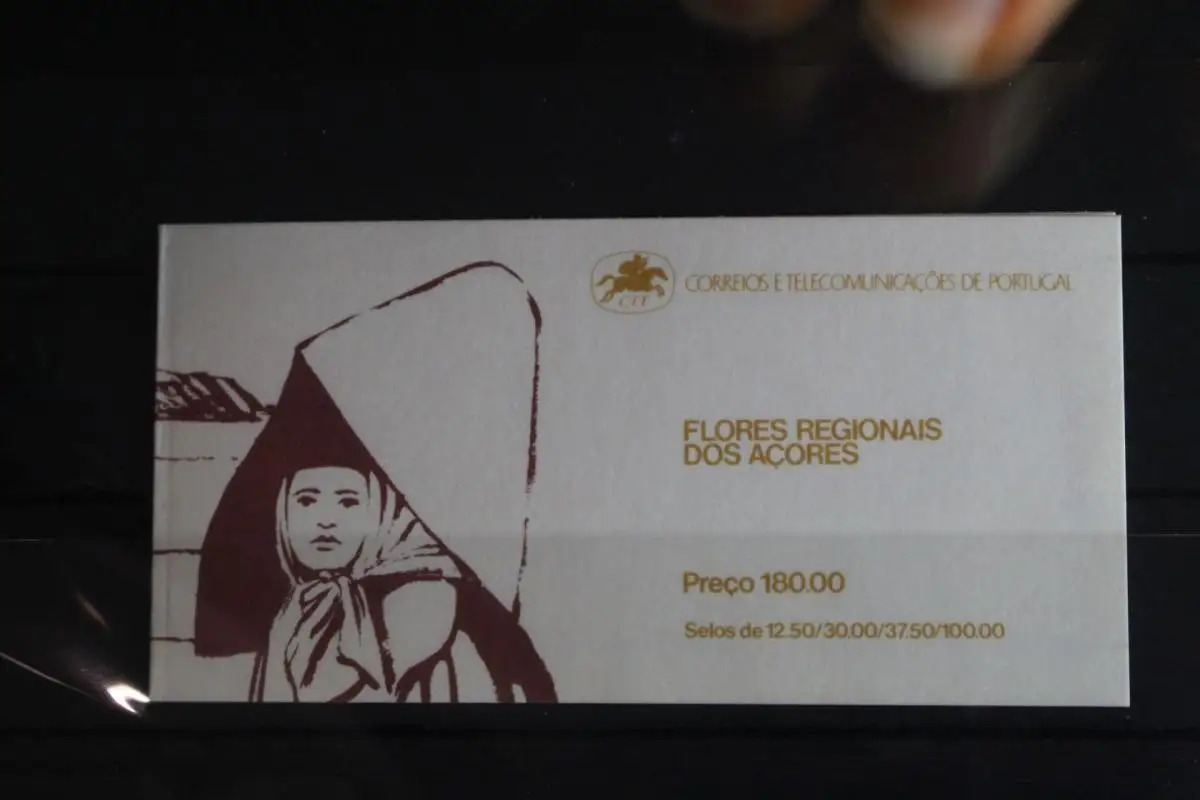 CTT
CORREIOS E TELECOMUNICAÇÕES DE PORTUGAL
FLORES REGIONAIS
DOS AÇORES
Preço 180.00
Selos de 12.50/30.00/37.50/100.00